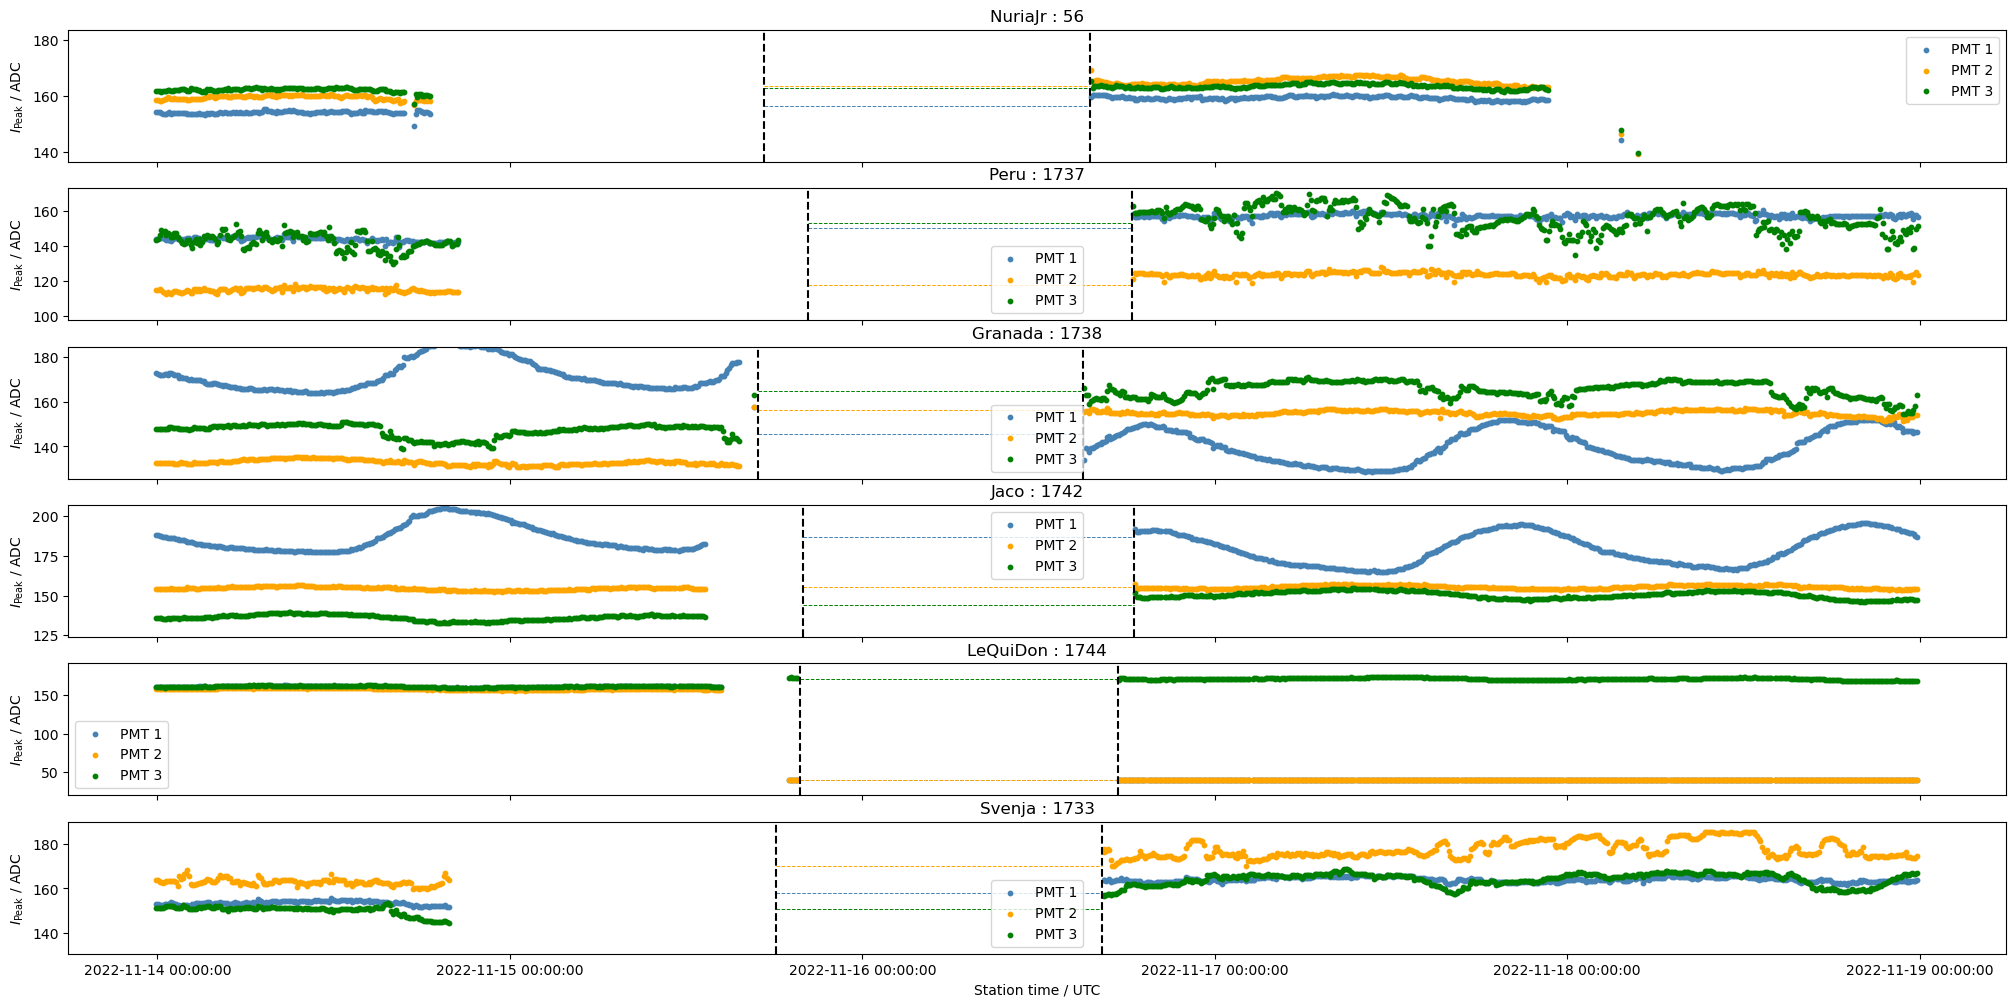 NuriaJr : 56
180
160
140
I_Peak / ADC
PMT 1
PMT 2
PMT 3
Peru : 1737
160
140
120
100
I_Peak / ADC
PMT 1
PMT 2
PMT 3
Granada : 1738
180
160
140
I_Peak / ADC
PMT 1
PMT 2
PMT 3
Jaco : 1742
200
175
150
125
I_Peak / ADC
PMT 1
PMT 2
PMT 3
LeQuiDon : 1744
150
100
50
I_Peak / ADC
PMT 1
PMT 2
PMT 3
Svenja : 1733
180
160
140
I_Peak / ADC
PMT 1
PMT 2
PMT 3
2022-11-14 00:00:00 2022-11-15 00:00:00 2022-11-16 00:00:00 2022-11-17 00:00:00 2022-11-18 00:00:00 2022-11-19 00:00:00
Station time / UTC